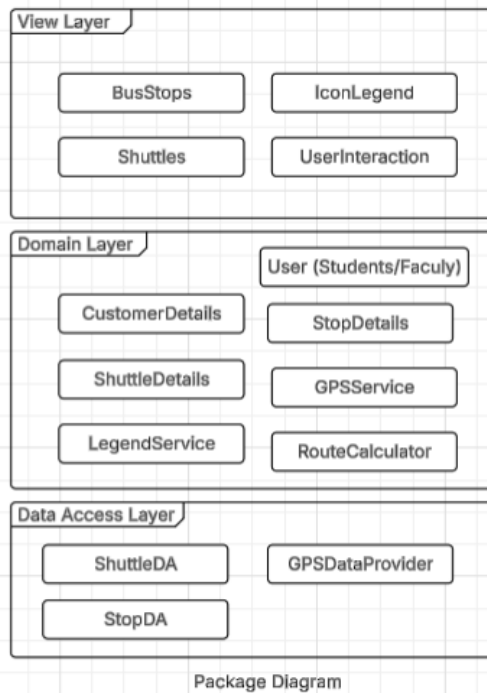 View Layer
BusStops
IconLegend
Shuttles
UserInteraction
Domain Layer
User (Students/Faculy)
CustomerDetails
StopDetails
ShuttleDetails
GPSService
LegendService
RouteCalculator
Data Access Layer
ShuttleDA
GPSDataProvider
StopDA
Package Diagram